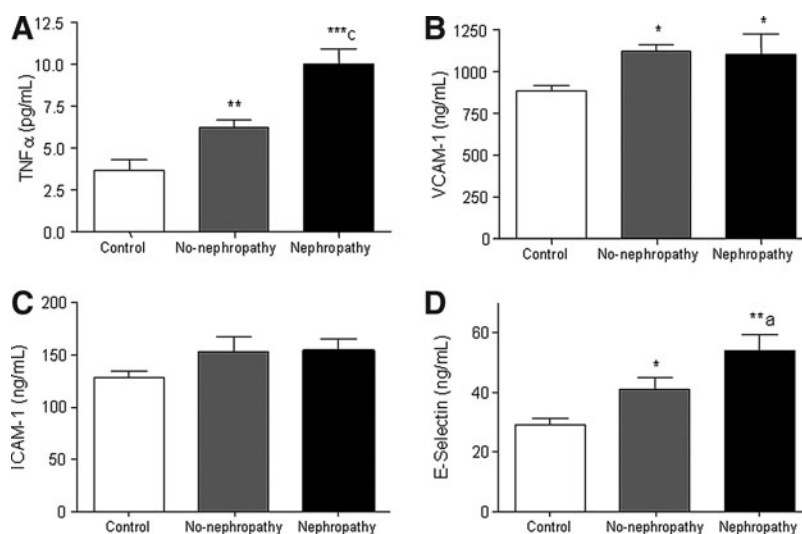 A
TNFα (pg/mL)
12.5
10.0
7.5
5.0
2.5
0.0
**
***c
Control
No-nephropathy
Nephropathy
B
VCAM-1 (ng/mL)
1250
1000
750
500
250
0
*
*
Control
No-nephropathy
Nephropathy
C
ICAM-1 (ng/mL)
200
150
100
50
0
Control
No-nephropathy
Nephropathy
D
E-Selectin (ng/mL)
60
40
20
0
*
**a
Control
No-nephropathy
Nephropathy